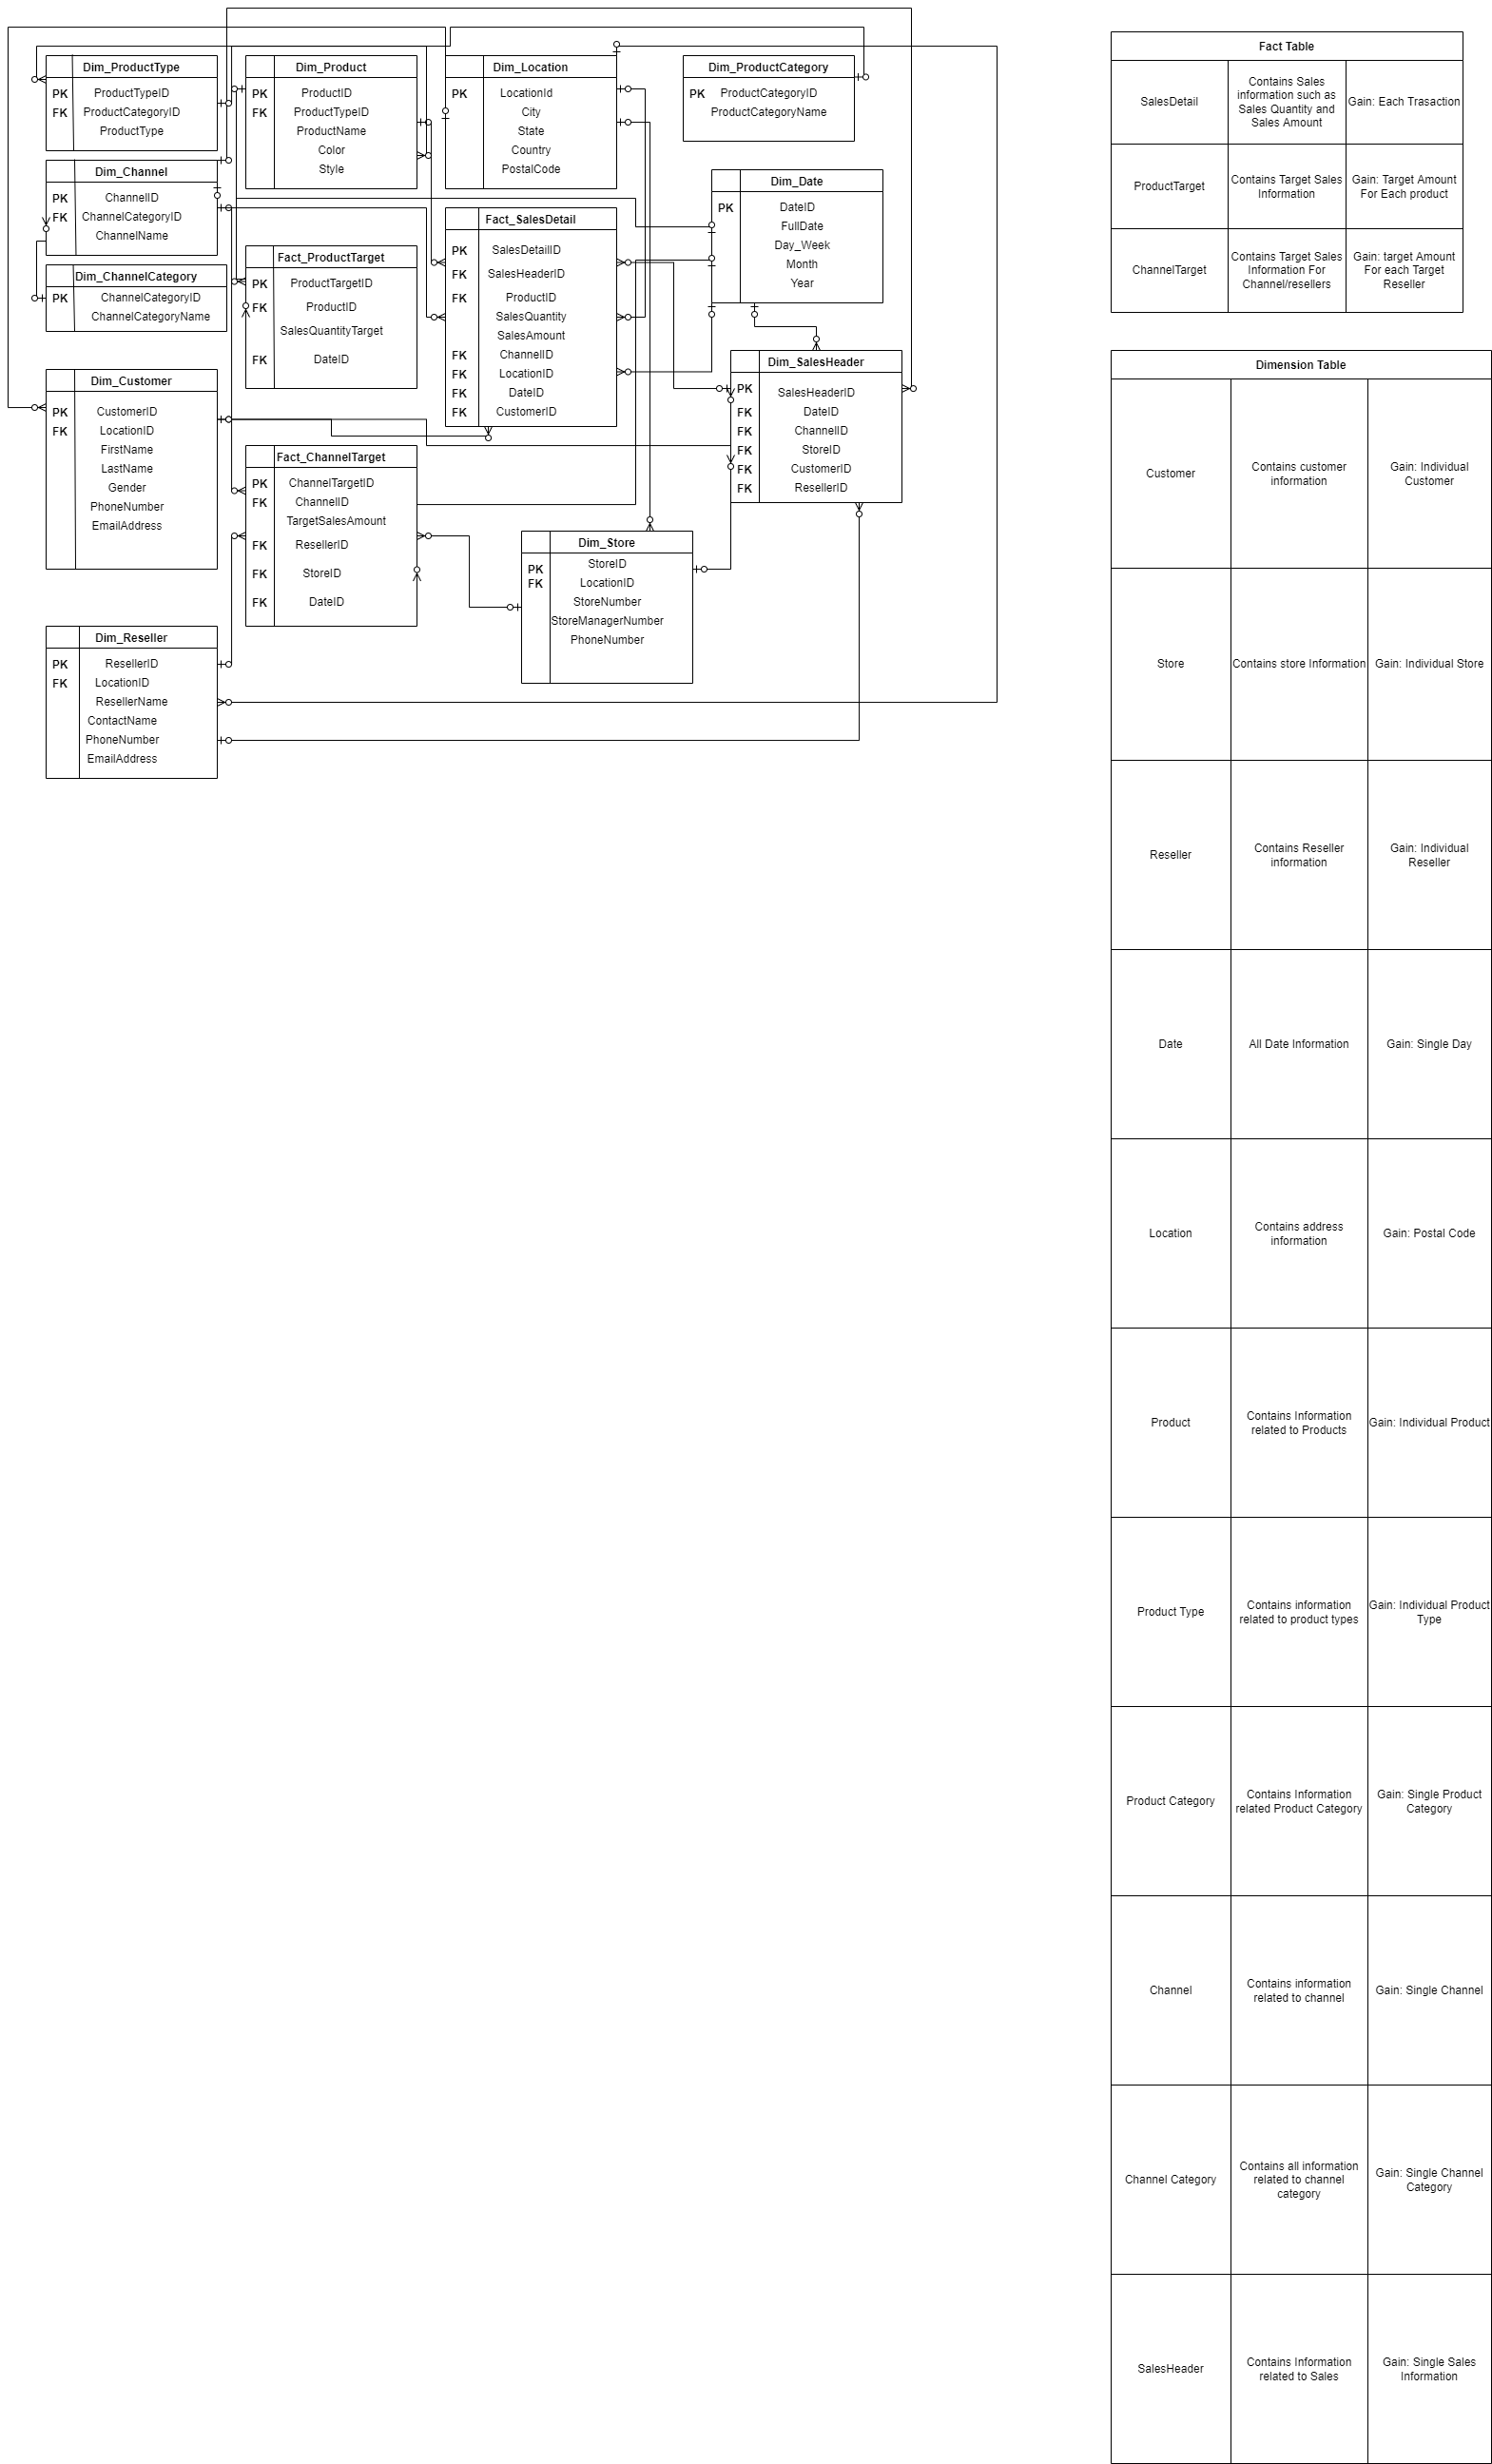 Dim_ProductType
PK ProductTypeID
FK ProductCategoryID
ProductType
Dim_Product
PK ProductID
FK ProductTypeID
ProductName
Color
Style
Dim_Location
PK LocationId
City
State
Country
PostalCode
Dim_ProductCategory
PK ProductCategoryID
ProductCategoryName
Dim_Channel
PK ChannelID
FK ChannelCategoryID
ChannelName
Dim_Date
PK DateID
FullDate
Day_Week
Month
Year
Fact_SalesDetail
PK SalesDetailID
FK SalesHeaderID
FK ProductID
SalesQuantity
SalesAmount
FK ChannelID
FK LocationID
FK DateID
FK CustomerID
Fact_ProductTarget
PK ProductTargetID
FK ProductID
SalesQuantityTarget
FK DateID
Dim_ChannelCategory
PK ChannelCategoryID
ChannelCategoryName
Dim_SalesHeader
PK SalesHeaderID
FK DateID
FK ChannelID
FK StoreID
FK CustomerID
FK ResellerID
Dim_Customer
PK CustomerID
FK LocationID
FirstName
LastName
Gender
PhoneNumber
EmailAddress
Fact_ChannelTarget
PK ChannelTargetID
FK ChannelID
TargetSalesAmount
FK ResellerID
FK StoreID
FK DateID
Dim_Store
PK StoreID
FK LocationID
StoreNumber
StoreManagerNumber
PhoneNumber
Dim_Reseller
PK ResellerID
FK LocationID
ResellerName
ContactName
PhoneNumber
EmailAddress
Fact Table
SalesDetail
Contains Sales
information such as
Sales Quantity and
Sales Amount
Gain: Each Trasaction
ProductTarget
Contains Target Sales
Information
Gain: Target Amount
For Each product
ChannelTarget
Contains Target Sales
Information For
Channel/resellers
Gain: target Amount
For each Target
Reseller
Dimension Table
Customer
Contains customer
information
Gain: Individual
Customer
Store
Contains store Information
Gain: Individual Store
Reseller
Contains Reseller
information
Gain: Individual
Reseller
Date
All Date Information
Gain: Single Day
Location
Contains address
information
Gain: Postal Code
Product
Contains Information
related to Products
Gain: Individual Product
Product Type
Contains information
related to product types
Gain: Individual Product
Type
Product Category
Contains Information
related Product Category
Gain: Single Product
Category
Channel
Contains information
related to channel
Gain: Single Channel
Channel Category
Contains all information
related to channel
category
Gain: Single Channel
Category
SalesHeader
Contains Information
related to Sales
Gain: Single Sales
Information